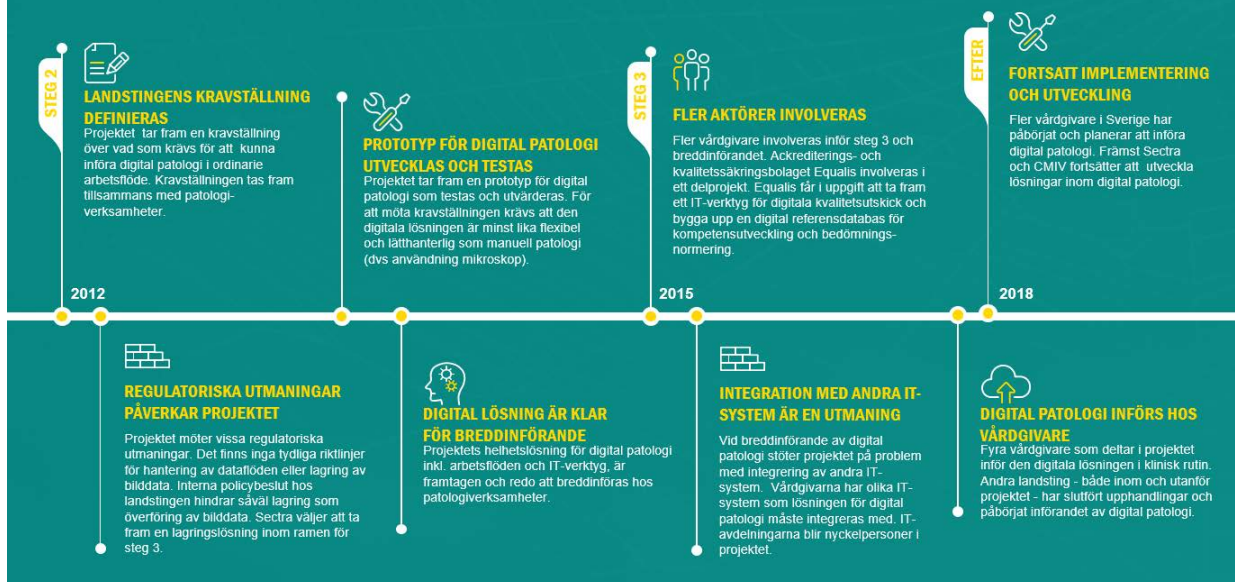 STEG 2
LANDSTINGENS KRAVSTÄLLNING
DEFINIERAS
Projektet tar fram en kravställning
över vad som krävs för att kunna
införa digital patologi i ordinarie
arbetsflöde. Kravställningen tas fram
tillsammans med patologi-
verksamheter.
PROTOTYP FÖR DIGITAL PATOLOGI
UTVECKLAS OCH TESTAS
Projektet tar fram en prototyp för digital
patologi som testas och utvärderas. För
att möta kravställningen krävs att den
digitala lösningen är minst lika flexibel
och lätthanterlig som manuell patologi
(dvs användning mikroskop).
STEG 3
FLER AKTÖRER INVOLVERAS
Fler vårdgivare involveras inför steg 3 och
breddinförandet. Ackrediterings- och
kvalitetssäkringsbolaget Equalis involveras i
ett delprojekt. Equalis får i uppgift att ta fram
ett IT-verktyg för digitala kvalitetsutskick och
bygga upp en digital referensdatabas för
kompetensutveckling och bedömnings-
normering.
EFTER
FORTSATT IMPLEMENTERING
OCH UTVECKLING
Fler vårdgivare i Sverige har
påbörjat och planerar att införa
digital patologi. Främst Sectra
och CMIV fortsätter att utveckla
lösningar inom digital patologi.
2012
2015
2018
REGULATORISKA UTMANINGAR
PÅVERKAR PROJEKTET
Projektet möter vissa regulatoriska
utmaningar. Det finns inga tydliga riktlinjer
för hantering av dataflöden eller lagring av
bilddata. Interna policybeslut hos
landstingen hindrar såväl lagring som
överföring av bilddata. Sectra väljer att ta
fram en lagringslösning inom ramen för
steg 3.
DIGITAL LÖSNING ÄR KLAR
FÖR BREDDINFÖRANDE
Projektets helhetslösning för digital patologi
inkl. arbetsflöden och IT-verktyg, är
framtagen och redo att breddinföras hos
patologiverksamheter.
INTEGRATION MED ANDRA IT-
SYSTEM ÄR EN UTMANING
Vid breddinförande av digital
patologi stöter projektet på problem
med integrering av andra IT-
system. Vårdgivarna har olika IT-
system som lösningen för digital
patologi måste integreras med. IT-
avdelningarna blir nyckelpersoner i
projektet.
DIGITAL PATOLOGI INFÖRS HOS
VÅRDGIVARE
Fyra vårdgivare som deltar i projektet
inför den digitala lösningen i klinisk rutin.
Andra landsting - både inom och utanför
projektet - har slutfört upphandlingar och
påbörjat införandet av digital patologi.